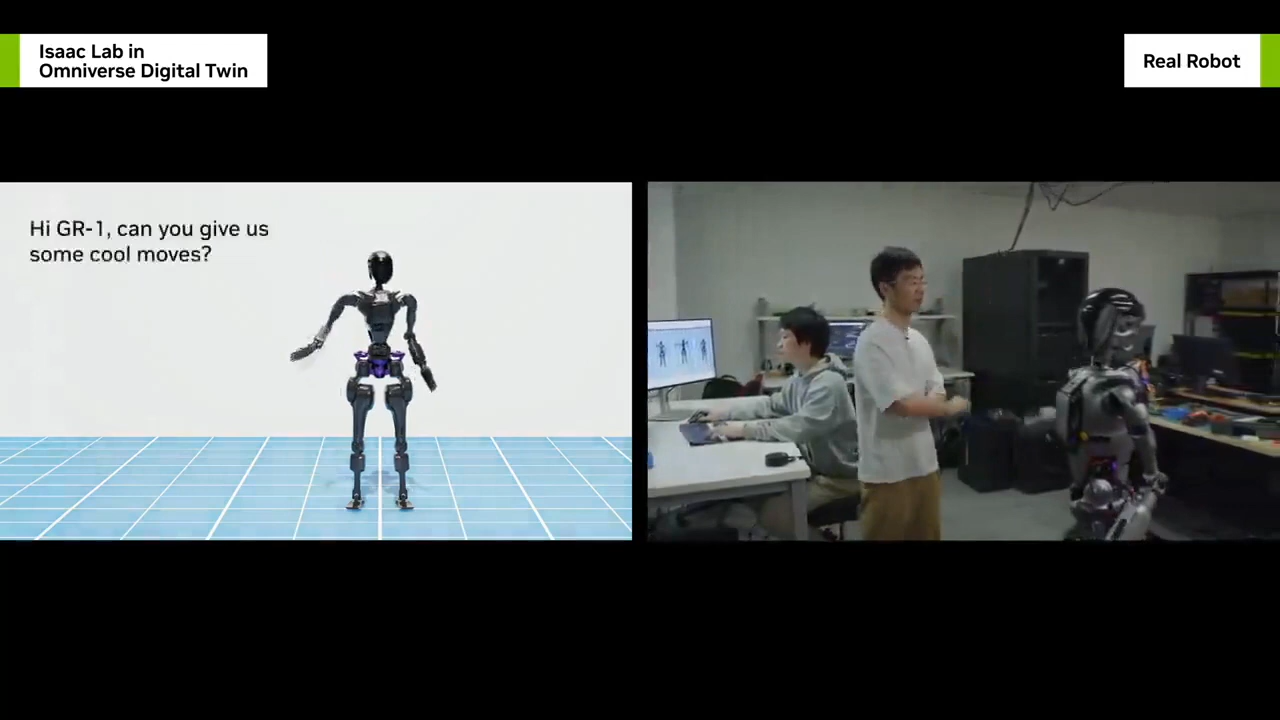 Isaac Lab in
Omniverse Digital Twin
Real Robot
Hi GR-1, can you give us
some cool moves?